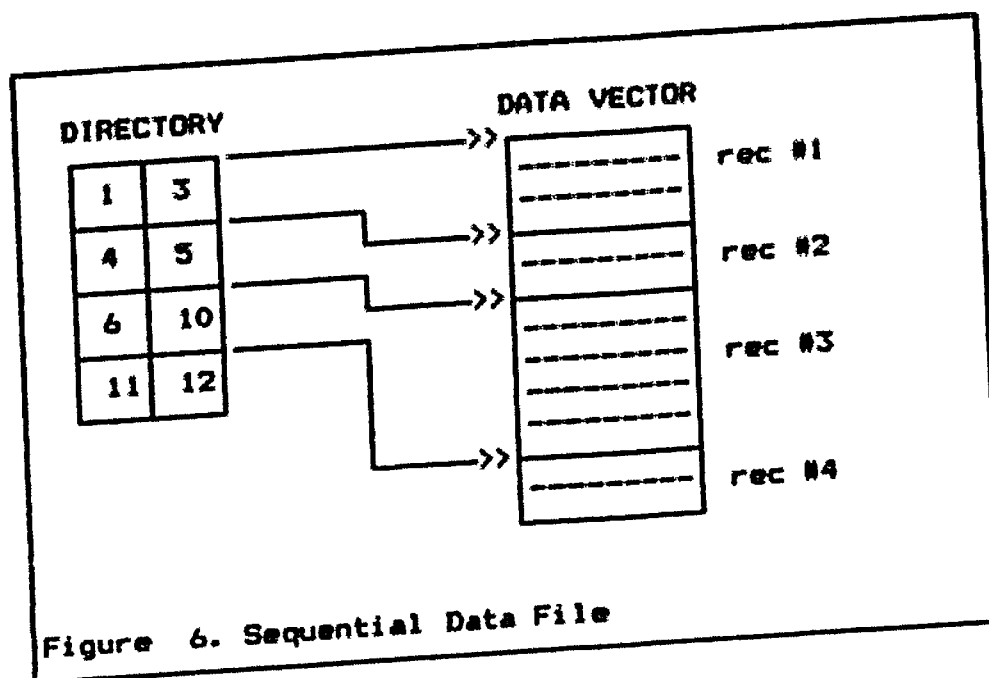 DIRECTORY
DATA VECTOR
1 3
4 5
6 10
11 12
rec #1
rec #2
rec #3
rec #4
Figure 6. Sequential Data File